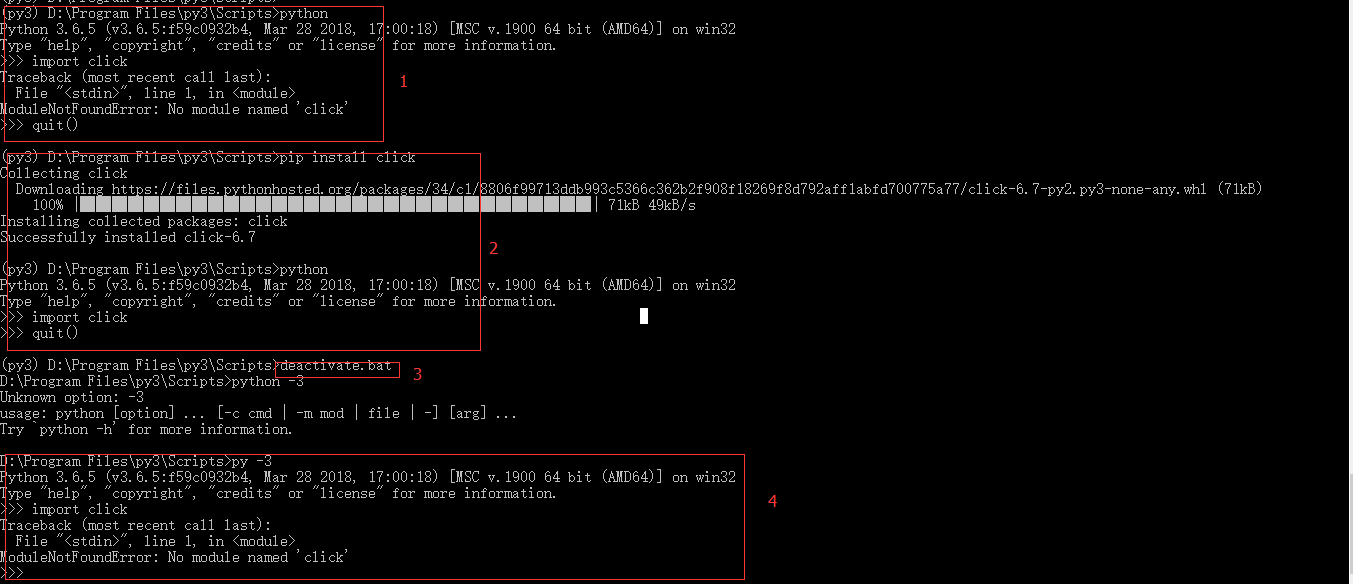 (py3) D:\Program Files\py3\Scripts>python
Python 3.6.5 (v3.6.5:f59c0932b4, Mar 28 2018, 17:00:18) [MSC v.1900 64 bit (AMD64)] on win32
Type "help", "copyright", "credits" or "license" for more information.
>>> import click
Traceback (most recent call last):
  File "<stdin>", line 1, in <module>
ModuleNotFoundError: No module named 'click'
>>> quit()
1
(py3) D:\Program Files\py3\Scripts>pip install click
Collecting click
  Downloading https://files.pythonhosted.org/packages/34/c1/8806f99713ddb993c5366c362b2f908f18269f8d792aff1abfd700775a77/click-6.7-py2.py3-none-any.whl (71kB)
    100% |████████████████████████████████| 71kB 49kB/s
Installing collected packages: click
Successfully installed click-6.7
2
(py3) D:\Program Files\py3\Scripts>python
Python 3.6.5 (v3.6.5:f59c0932b4, Mar 28 2018, 17:00:18) [MSC v.1900 64 bit (AMD64)] on win32
Type "help", "copyright", "credits" or "license" for more information.
>>> import click
>>> quit()
(py3) D:\Program Files\py3\Scripts>deactivate.bat
3
D:\Program Files\py3\Scripts>python -3
Unknown option: -3
usage: python [option] ... [-c cmd | -m mod | file | -] [arg] ...
Try `python -h' for more information.
D:\Program Files\py3\Scripts>py -3
Python 3.6.5 (v3.6.5:f59c0932b4, Mar 28 2018, 17:00:18) [MSC v.1900 64 bit (AMD64)] on win32
Type "help", "copyright", "credits" or "license" for more information.
>>> import click
4
Traceback (most recent call last):
  File "<stdin>", line 1, in <module>
ModuleNotFoundError: No module named 'click'
>>>